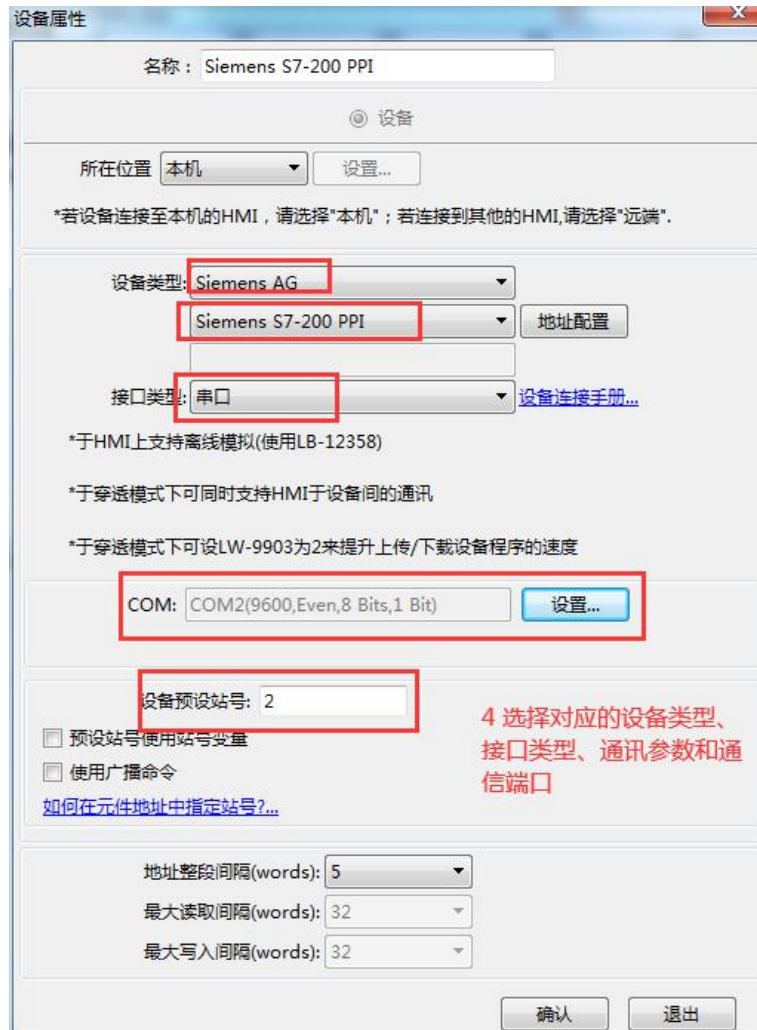 设备属性
名称： Siemens S7-200 PPI
设备
所在位置 本机 设置...
*若设备连接至本机的HMI，请选择"本机"；若连接到其他的HMI,请选择"远端".
设备类型: Siemens AG
Siemens S7-200 PPI 地址配置
接口类型: 串口 设备连接手册...
*于HMI上支持离线模拟(使用LB-12358)
*于穿透模式下可同时支持HMI于设备间的通讯
*于穿透模式下可设LW-9903为2来提升上传/下载设备程序的速度
COM: COM2(9600,Even,8 Bits,1 Bit) 设置...
设备预设站号: 2
预设站号使用站号变量
使用广播命令
如何在元件地址中指定站号?...
4 选择对应的设备类型、
接口类型、通讯参数和通
信端口
地址整段间隔(words): 5
最大读取间隔(words): 32
最大写入间隔(words): 32
确认 退出